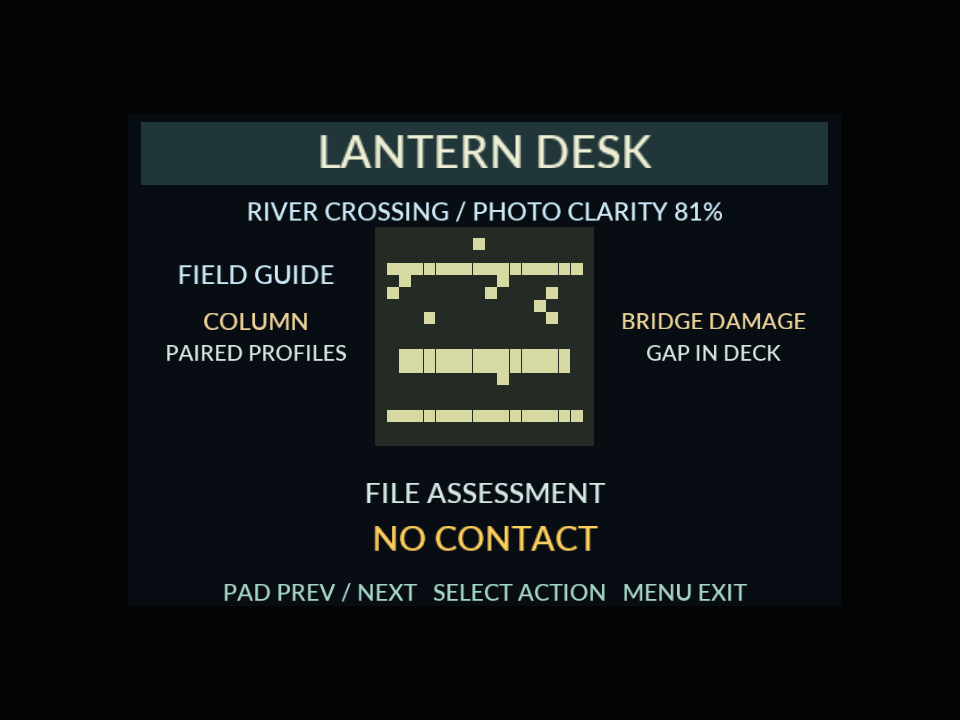 LANTERN DESK
RIVER CROSSING / PHOTO CLARITY 81%
FIELD GUIDE
COLUMN
PAIRED PROFILES
BRIDGE DAMAGE
GAP IN DECK
FILE ASSESSMENT
NO CONTACT
PAD PREV / NEXT SELECT ACTION MENU EXIT